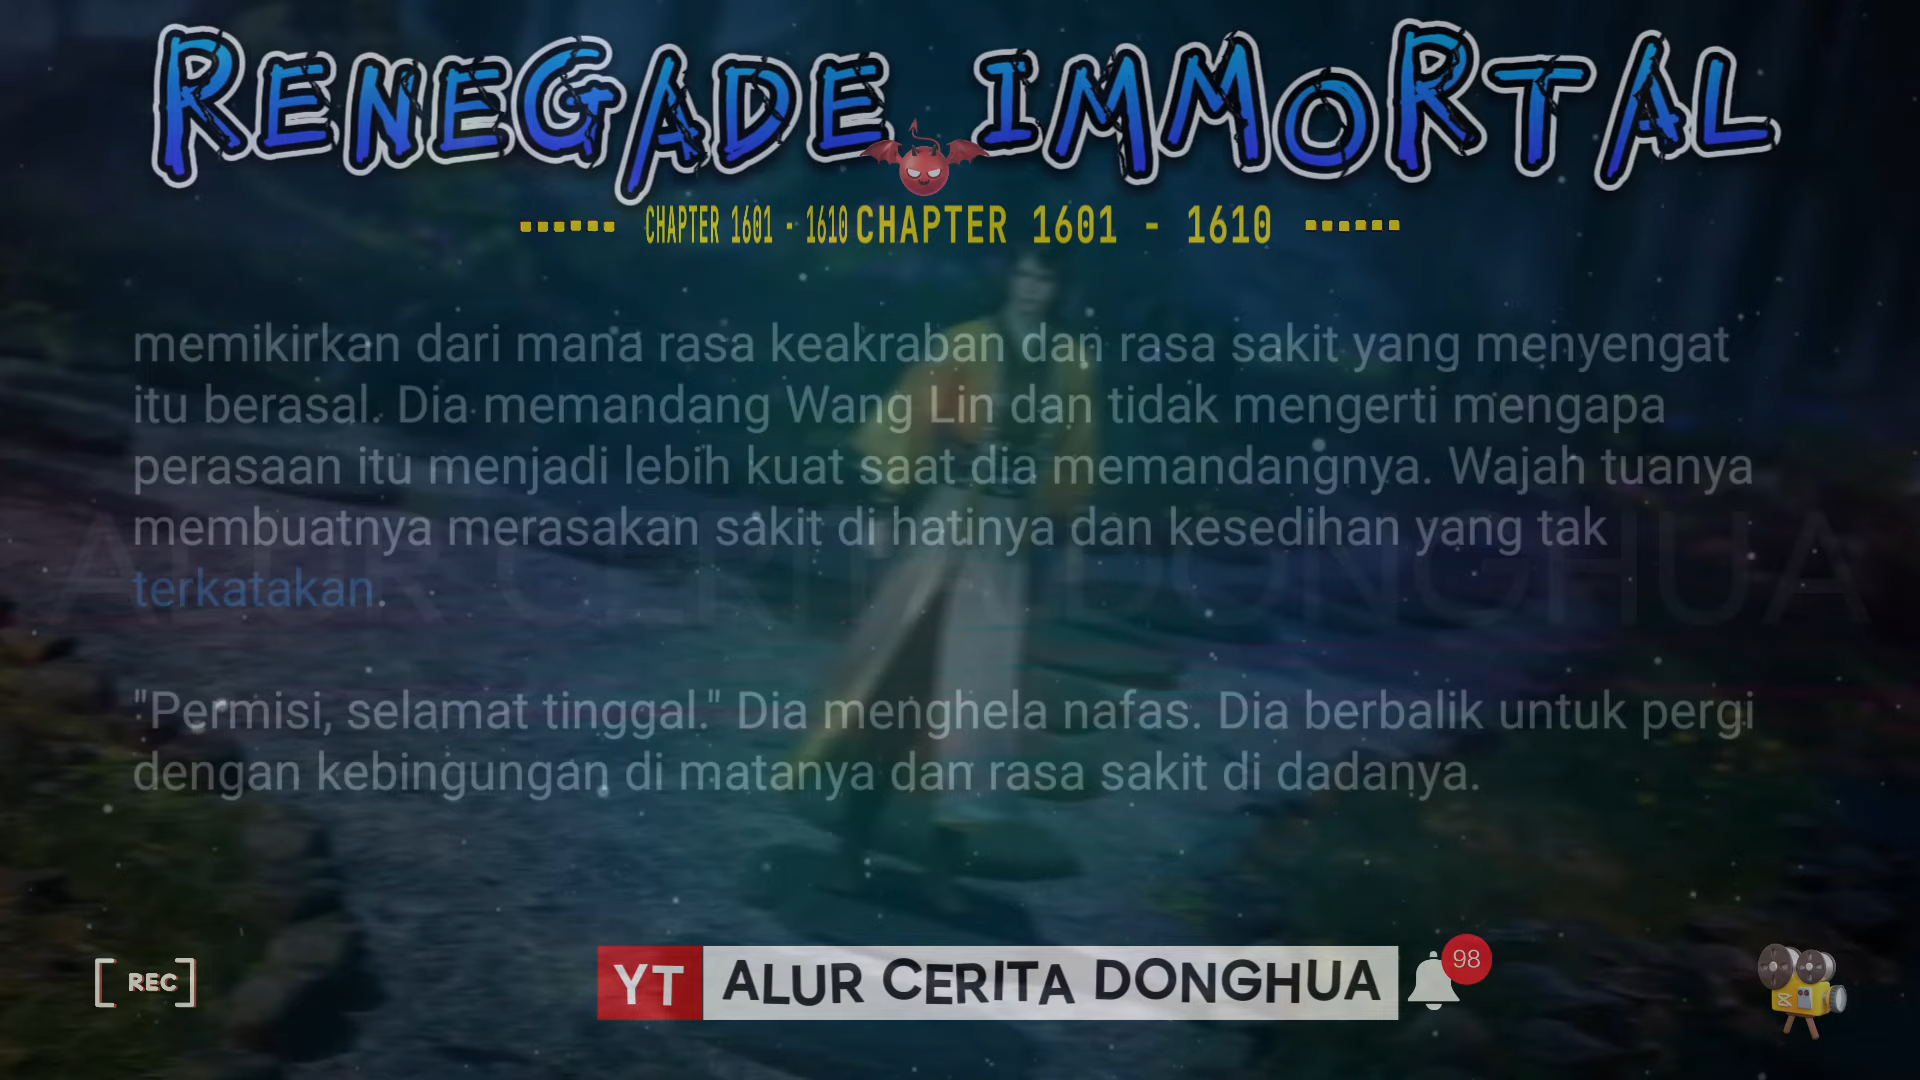 RENEGADE IMMORTAL
CHAPTER 1601 - 1610 CHAPTER 1601 - 1610
memikirkan dari mana rasa keakraban dan rasa sakit yang menyengat
itu berasal. Dia memandang Wang Lin dan tidak mengerti mengapa
perasaan itu menjadi lebih kuat saat dia memandangnya. Wajah tuanya
membuatnya merasakan sakit di hatinya dan kesedihan yang tak
terkatakan.
ALUR CERITA DONGHUA
"Permisi, selamat tinggal." Dia menghela nafas. Dia berbalik untuk pergi
dengan kebingungan di matanya dan rasa sakit di dadanya.
REC
YT ALUR CERITA DONGHUA 98